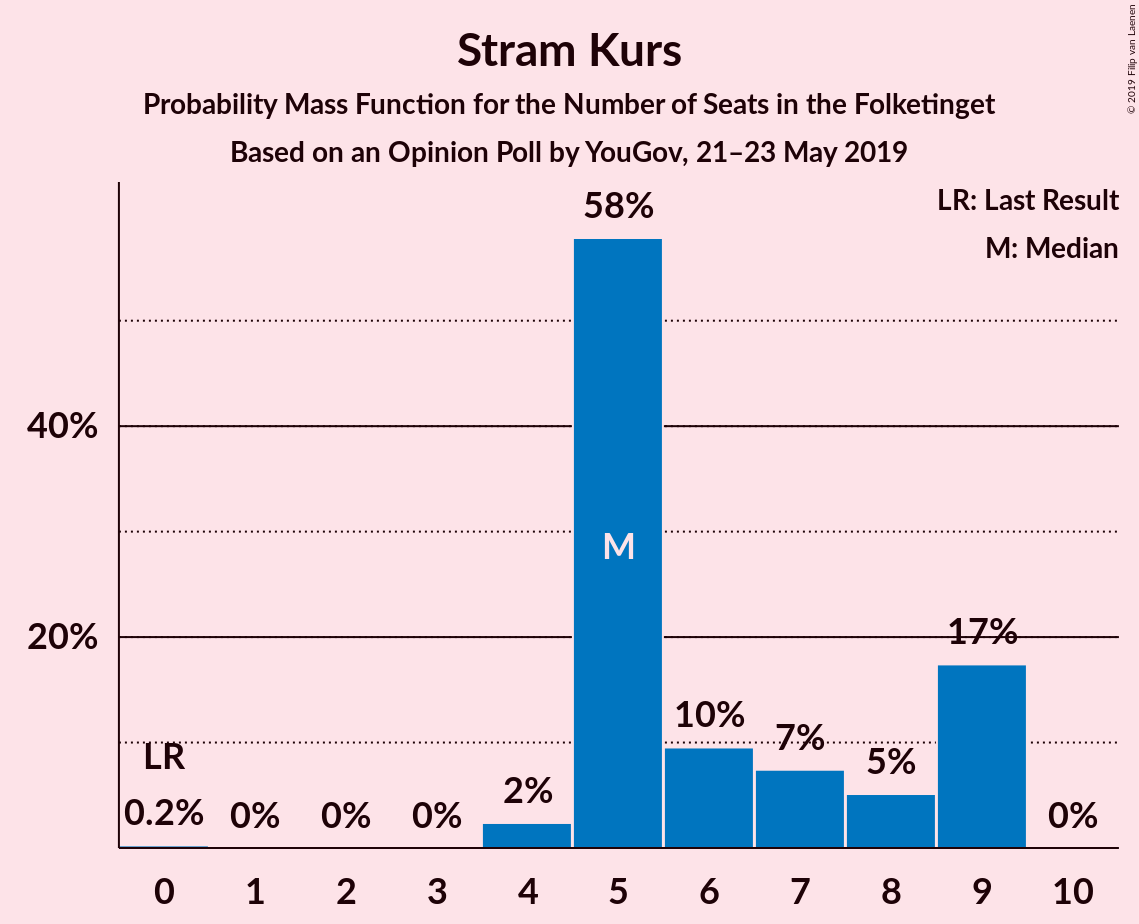 Stram Kurs
Probability Mass Function for the Number of Seats in the Folketinget
Based on an Opinion Poll by YouGov, 21–23 May 2019
© 2019 Filip van Laenen
LR: Last Result
M: Median
58%
40%
M
20%
17%
10%
7%
5%
LR
2%
0.2%
0%
0%
0%
0%
0 1 2 3 4 5 6 7 8 9 10